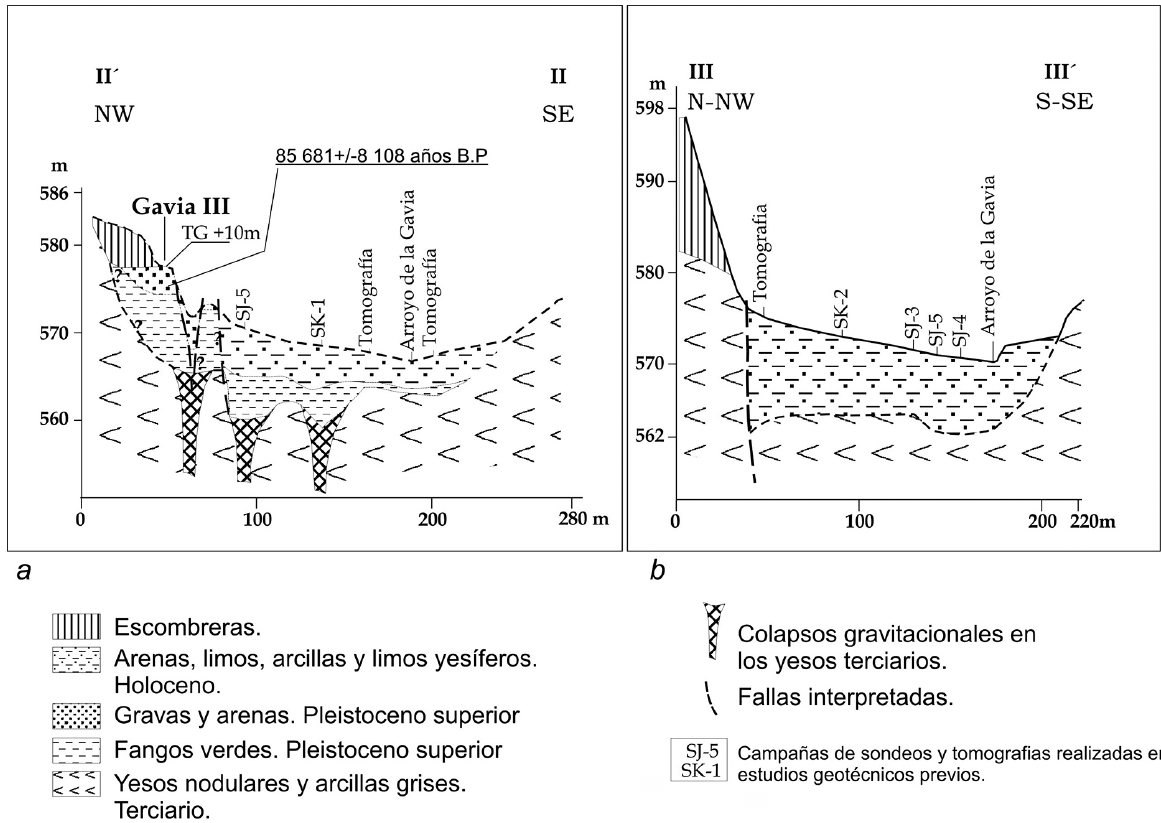 II´
II
NW
SE
85 681+/-8 108 años B.P
m
586
Gavia III
TG +10m
580
570
560
?
?
?
?
SJ-5
SK-1
Tomografía
Arroyo de la Gavia
Tomografía
0
100
200
280 m
III
III´
m
598
N-NW
S-SE
590
580
570
562
Tomografia
SK-2
SJ-3
SJ-5
SJ-4
Arroyo de la Gavia
0
100
200
220m
a
b
Escombreras.
Arenas, limos, arcillas y limos yesíferos.
Holoceno.
Gravas y arenas. Pleistoceno superior
Fangos verdes. Pleistoceno superior
Yesos nodulares y arcillas grises.
Terciario.
Colapsos gravitacionales en
los yesos terciarios.
Fallas interpretadas.
SJ-5
SK-1
Campañas de sondeos y tomografias realizadas en
estudios geotécnicos previos.